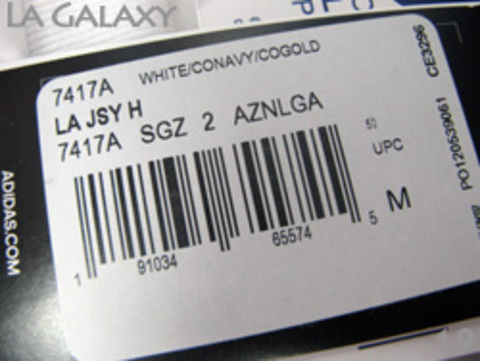 LA GALAXY
7417A WHITE/CONAVY/COGOLD
LA JSY H
7417A SGZ 2 AZNLGA
50
UPC
M
1 91034 65574 5
CE3296
PO120539061
ADIDAS.COM